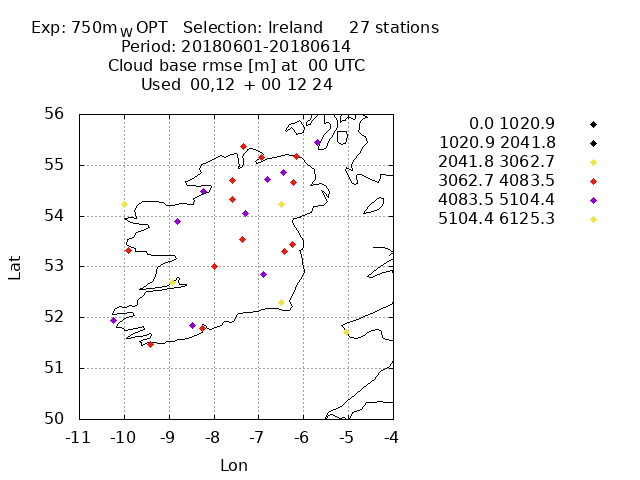 Exp: 750mWOPT Selection: Ireland 27 stations
Period: 20180601-20180614
Cloud base rmse [m] at 00 UTC
Used 00,12 + 00 12 24
0.0 1020.9
1020.9 2041.8
2041.8 3062.7
3062.7 4083.5
4083.5 5104.4
5104.4 6125.3
56
55
54
53
52
51
50
Lat
-11 -10 -9 -8 -7 -6 -5 -4
Lon